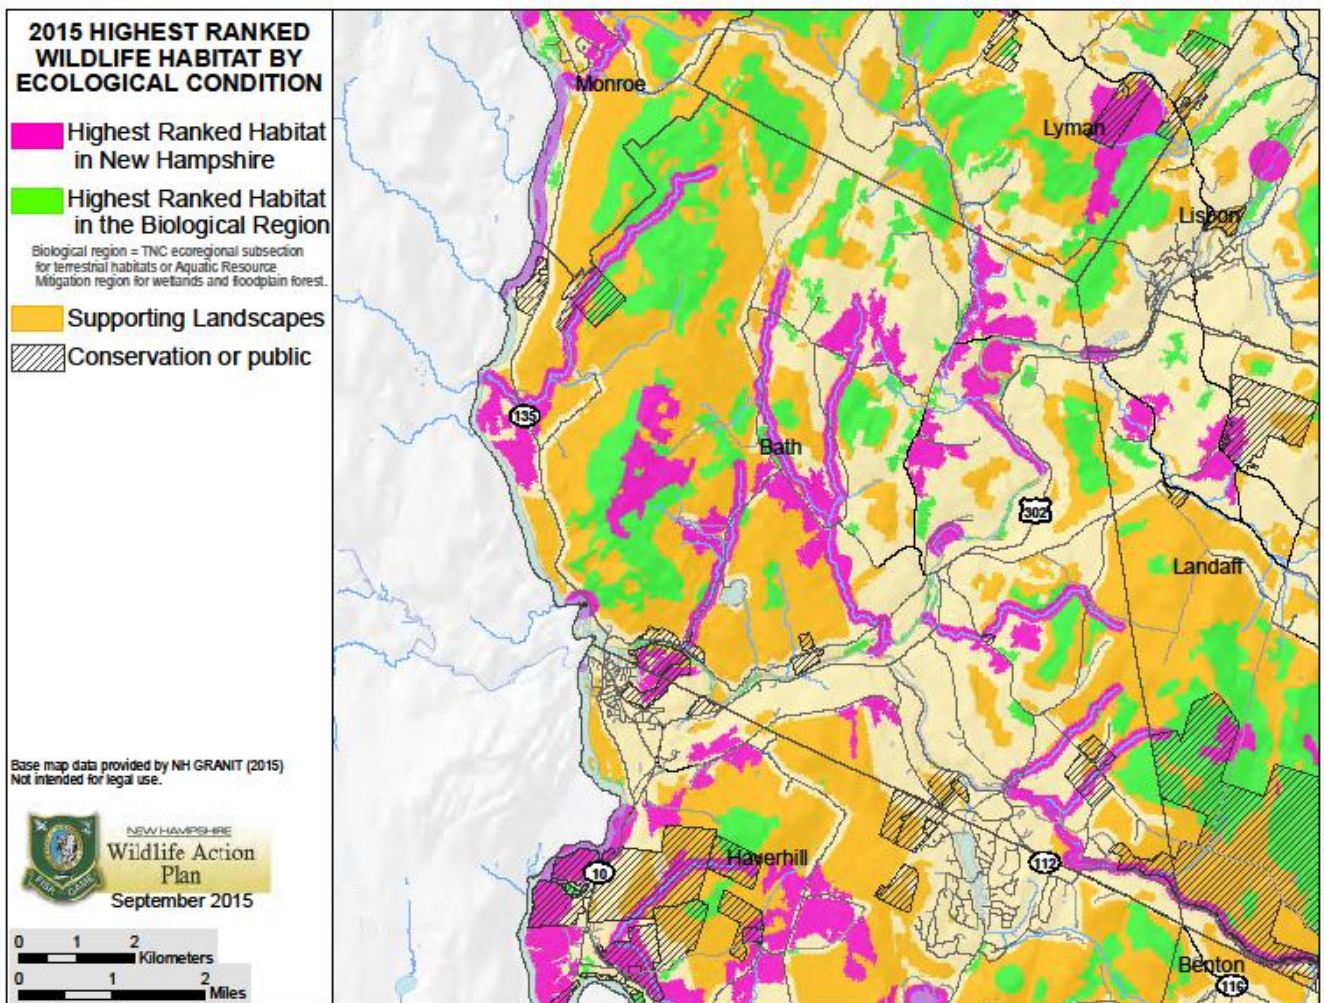 2015 HIGHEST RANKED
WILDLIFE HABITAT BY
ECOLOGICAL CONDITION
Highest Ranked Habitat
in New Hampshire
Highest Ranked Habitat
in the Biological Region
Biological region = TNC ecoregional subsection
for terrestrial habitats or Aquatic Resource
Mitigation region for wetlands and floodplain forest.
Supporting Landscapes
Conservation or public
Base map data provided by NH GRANIT (2015)
Not intended for legal use.
NEW HAMPSHIRE
Wildlife Action
Plan
FISH GAME
September 2015
0 1 2
Kilometers
0 1 2
Miles
Monroe
Lyman
Lisbon
135
Bath
302
Landaff
Haverhill
10
112
Benton
116